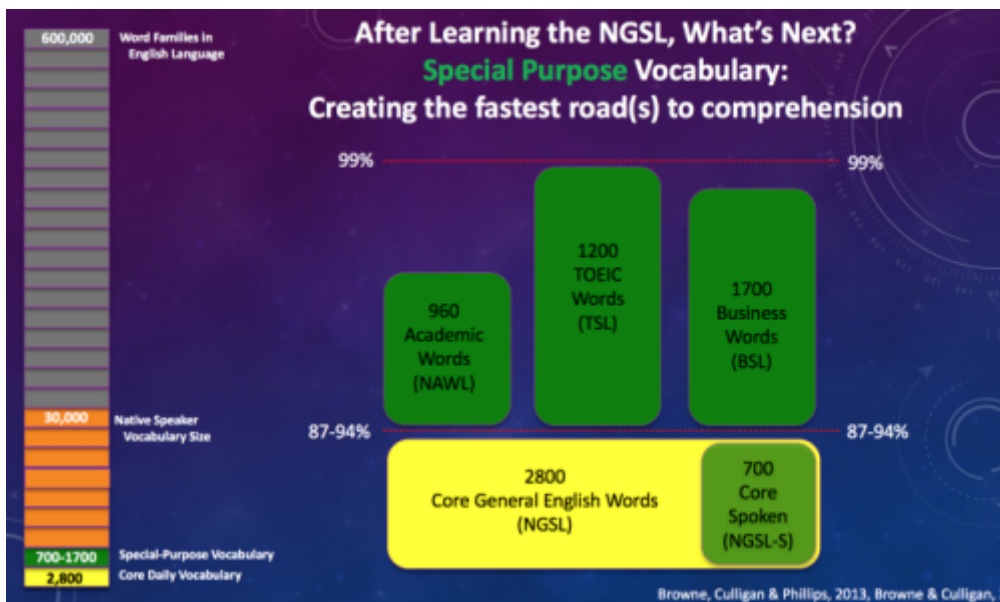 After Learning the NGSL, What's Next?
Special Purpose Vocabulary:
Creating the fastest road(s) to comprehension
600,000
Word Families in
English Language
30,000
Native Speaker
Vocabulary Size
700-1700
Special-Purpose Vocabulary
2,800
Core Daily Vocabulary
99%
99%
960
Academic
Words
(NAWL)
1200
TOEIC
Words
(TSL)
1700
Business
Words
(BSL)
87-94%
87-94%
2800
Core General English Words
(NGSL)
700
Core
Spoken
(NGSL-S)
Browne, Culligan & Phillips, 2013, Browne & Culligan,